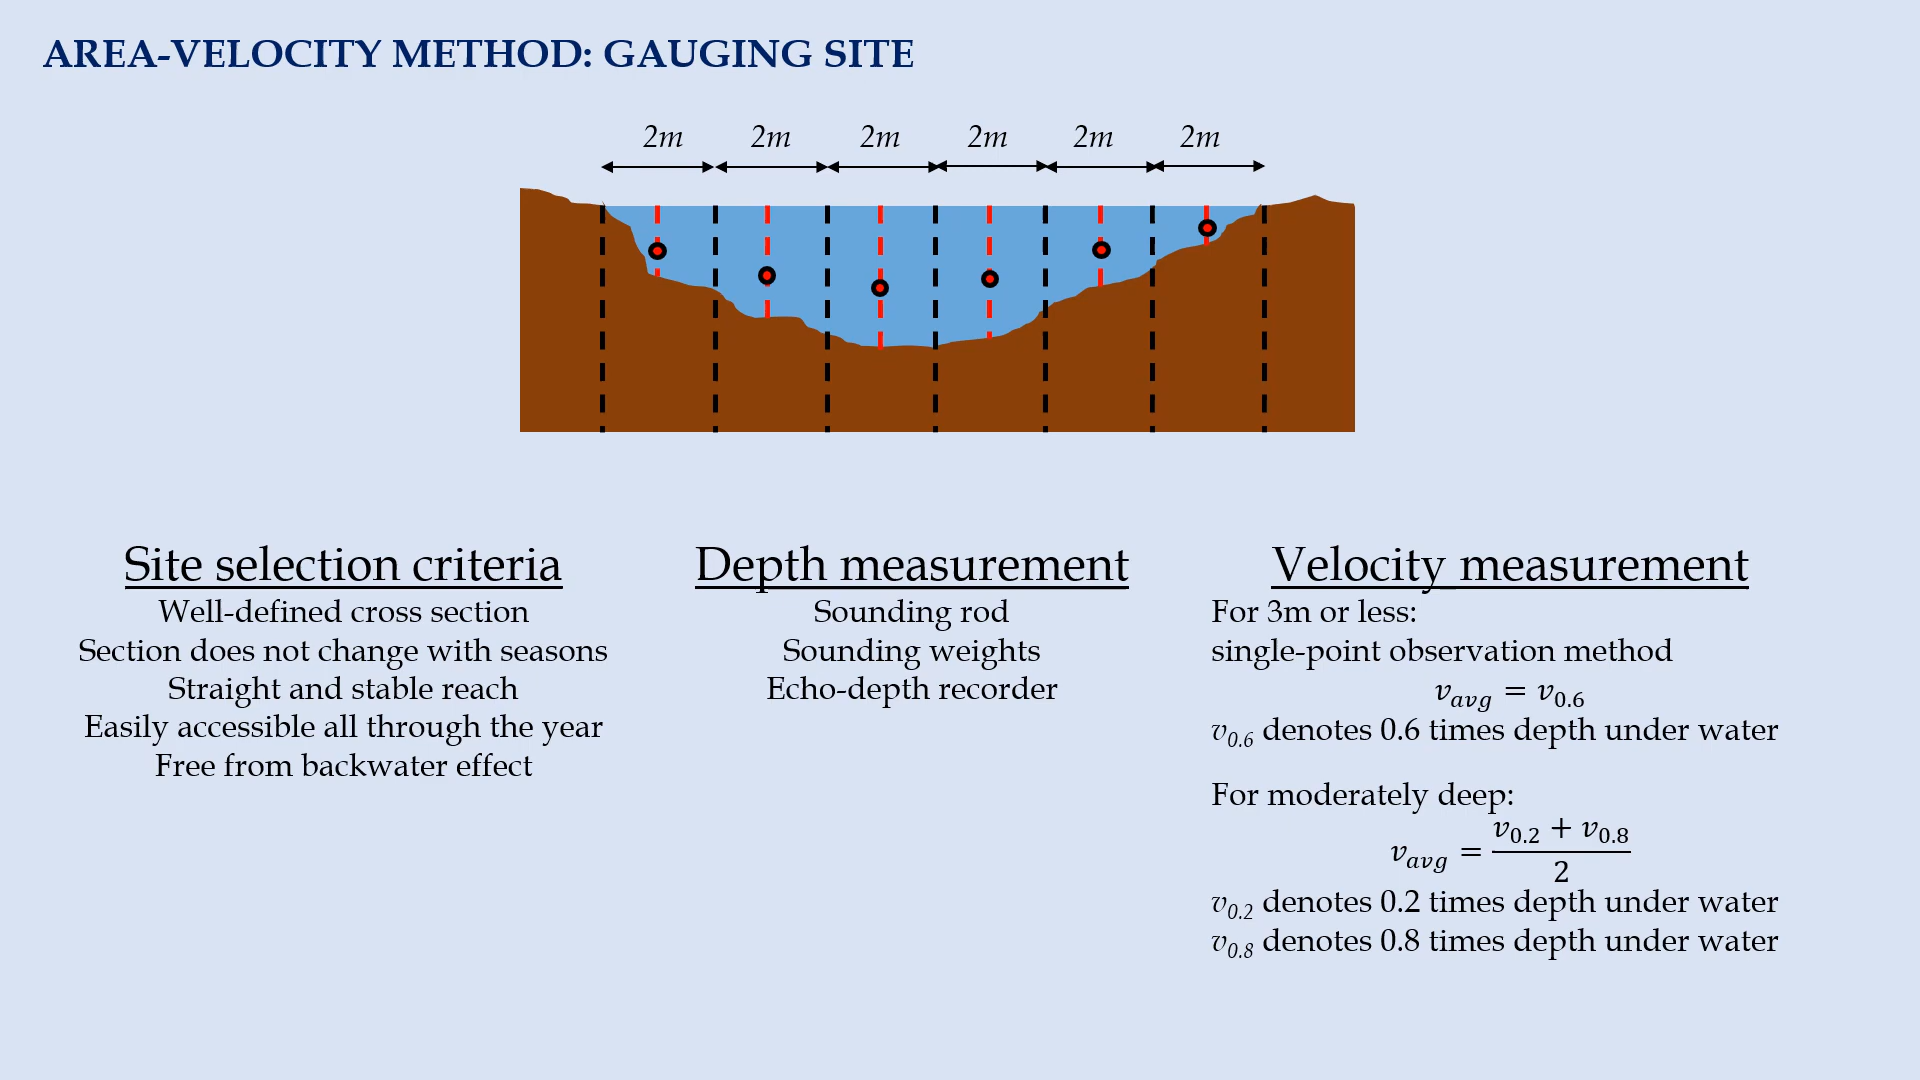 AREA-VELOCITY METHOD: GAUGING SITE
2m 2m 2m 2m 2m 2m
Site selection criteria
Well-defined cross section
Section does not change with seasons
Straight and stable reach
Easily accessible all through the year
Free from backwater effect
Depth measurement
Sounding rod
Sounding weights
Echo-depth recorder
Velocity measurement
For 3m or less:
single-point observation method
v_avg = v_0.6
v_0.6 denotes 0.6 times depth under water
For moderately deep:
v_avg = (v_0.2 + v_0.8) / 2
v_0.2 denotes 0.2 times depth under water
v_0.8 denotes 0.8 times depth under water